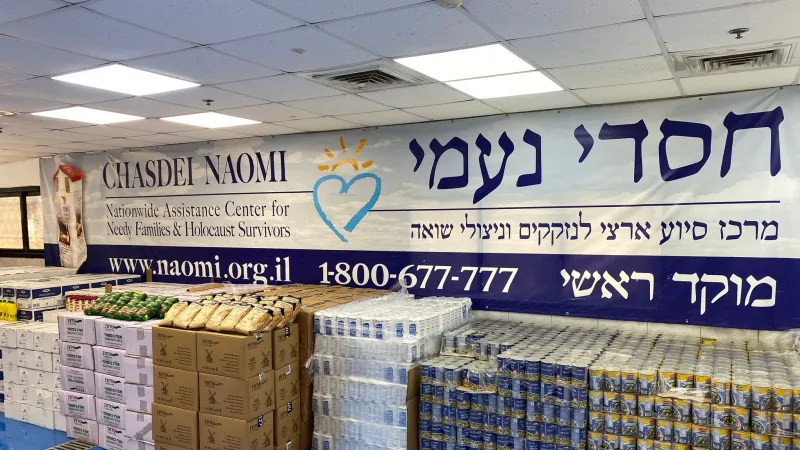 CHASDEI NAOMI
Nationwide Assistance Center for
Needy Families & Holocaust Survivors
חסדי נעמי
מרכז סיוע ארצי לנזקקים וניצולי שואה
www.naomi.org.il 1-800-677-777 מוקד ראשי